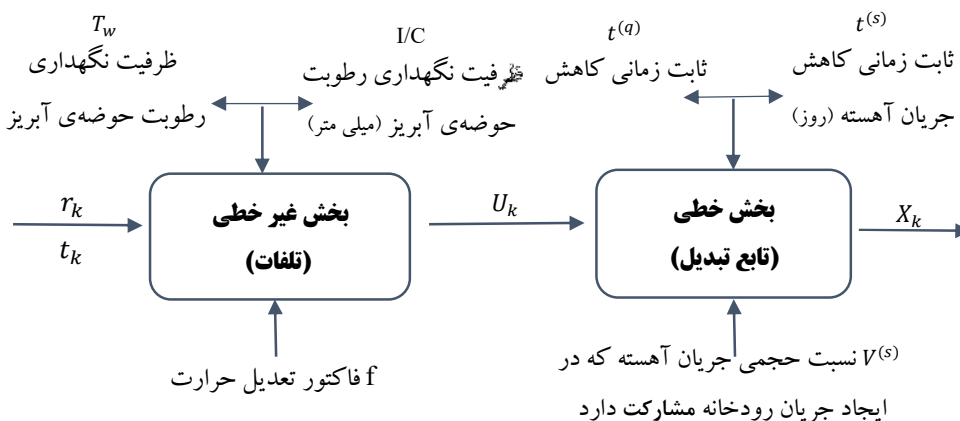 T_w
ظرفیت نگهداری
رطوبت حوضه‌ی آبریز
I/C
ظرفیت نگهداری رطوبت
حوضه‌ی آبریز (میلی متر)
t^(q)
ثابت زمانی کاهش
t^(s)
ثابت زمانی کاهش
جریان آهسته (روز)
r_k
t_k
بخش غیر خطی
(تلفات)
U_k
بخش خطی
(تابع تبدیل)
X_k
f فاکتور تعدیل حرارت
V^(s) نسبت حجمی جریان آهسته که در
ایجاد جریان رودخانه مشارکت دارد